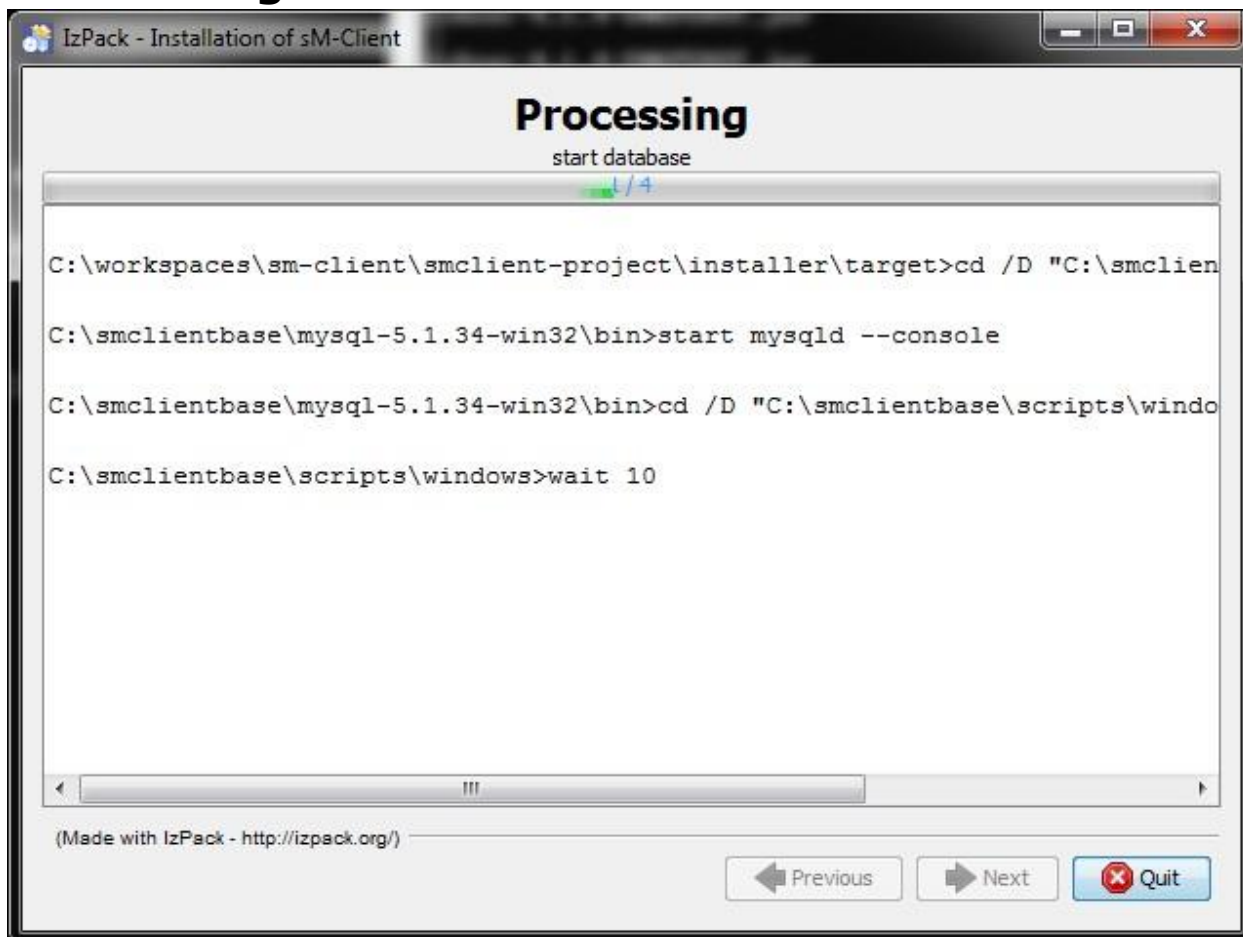 IzPack - Installation of sM-Client
Processing
start database
1 / 4
C:\workspaces\sm-client\smclient-project\installer\target>cd /D "C:\smclien
C:\smclientbase\mysql-5.1.34-win32\bin>start mysqld --console
C:\smclientbase\mysql-5.1.34-win32\bin>cd /D "C:\smclientbase\scripts\windo
C:\smclientbase\scripts\windows>wait 10
(Made with IzPack - http://izpack.org/)
Previous Next Quit